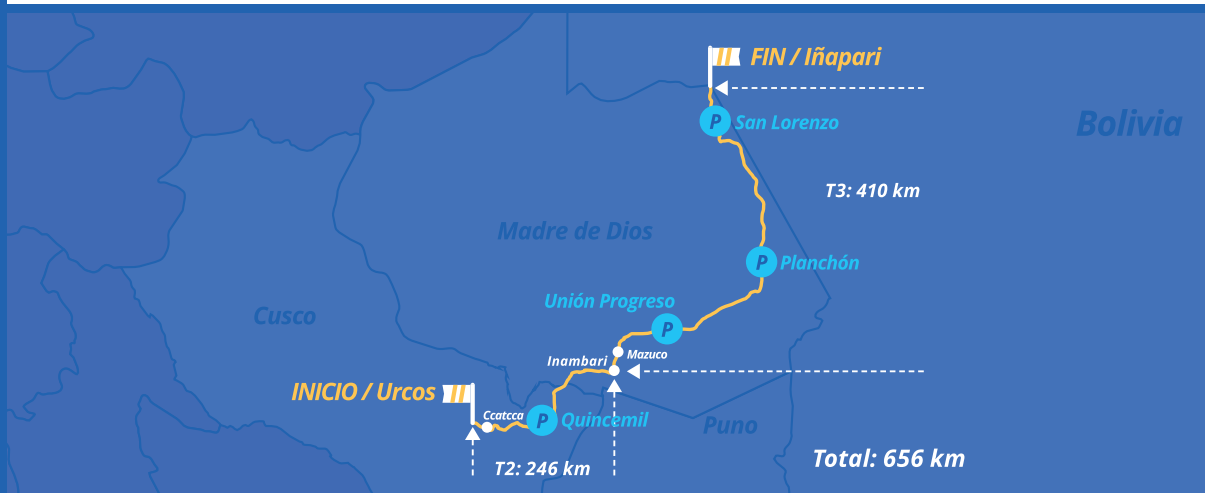 FIN / Iñapari
San Lorenzo
P
Bolivia
T3: 410 km
Madre de Dios
P
Planchón
Unión Progreso
Cusco
P
Mazuco
Inambari
INICIO / Urcos
Ccatcca
P
Quincemil
Puno
T2: 246 km
Total: 656 km